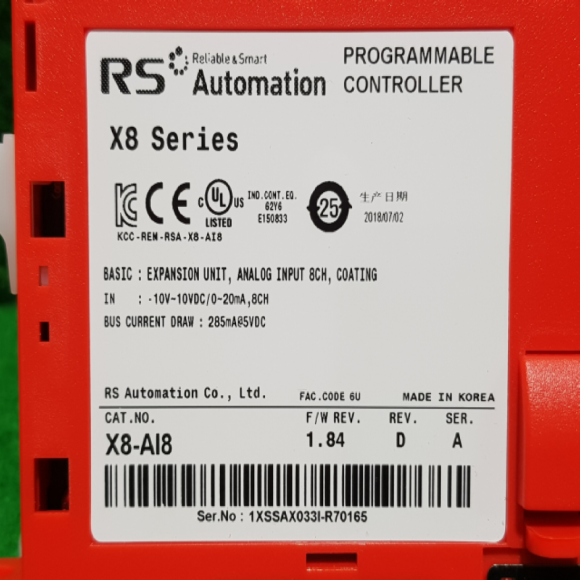 RS Reliable & Smart Automation
PROGRAMMABLE
CONTROLLER
X8 Series
C UL US LISTED
IND.CONT.EQ.
62Y6
E150833
25
生产日期
2018/07/02
KCC-REM-RSA-X8-AI8
BASIC : EXPANSION UNIT, ANALOG INPUT 8CH, COATING
IN : -10V~10VDC/0~20mA,8CH
BUS CURRENT DRAW : 285mA@5VDC
RS Automation Co., Ltd. FAC.CODE 6U MADE IN KOREA
CAT.NO. F/W REV. REV. SER.
X8-AI8 1.84 D A
Ser.No : 1XSSAX033I-R70165